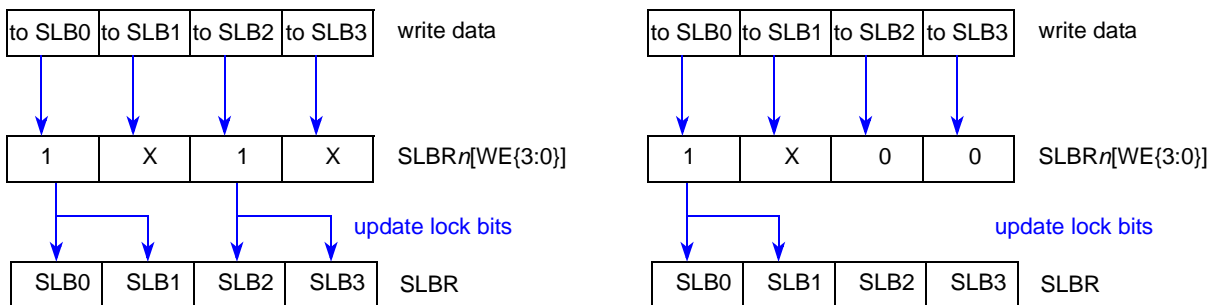 to SLB0 to SLB1 to SLB2 to SLB3 write data
1 X 1 X SLBRn[WE{3:0}]
update lock bits
SLB0 SLB1 SLB2 SLB3 SLBR
to SLB0 to SLB1 to SLB2 to SLB3 write data
1 X 0 0 SLBRn[WE{3:0}]
update lock bits
SLB0 SLB1 SLB2 SLB3 SLBR